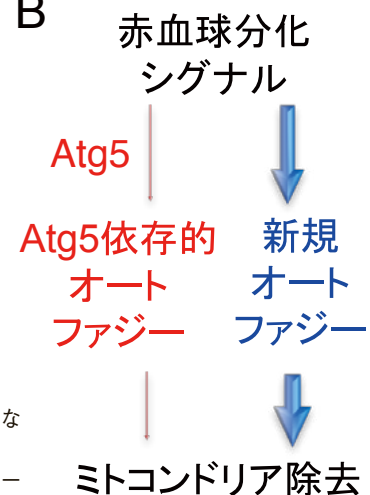 B
赤血球分化
シグナル
Atg5
Atg5依存的
オート
ファジー
新規
オート
ファジー
な
ー
ミトコンドリア除去